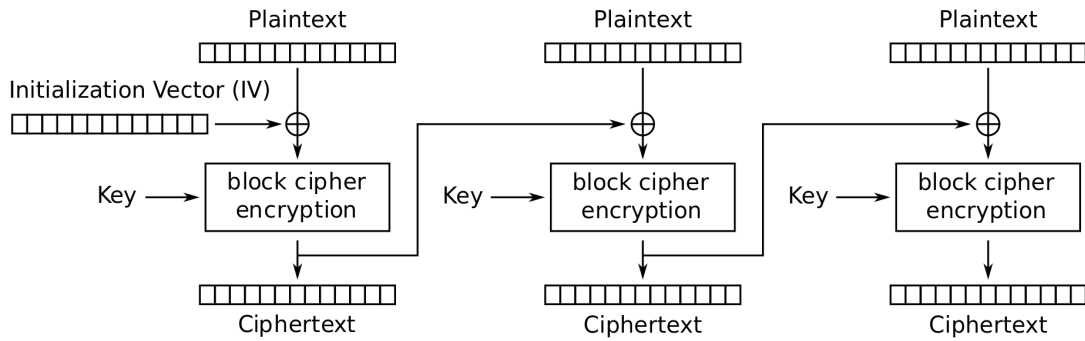 Plaintext
Plaintext
Plaintext
Initialization Vector (IV)
Key
block cipher
encryption
Key
block cipher
encryption
Key
block cipher
encryption
Ciphertext
Ciphertext
Ciphertext